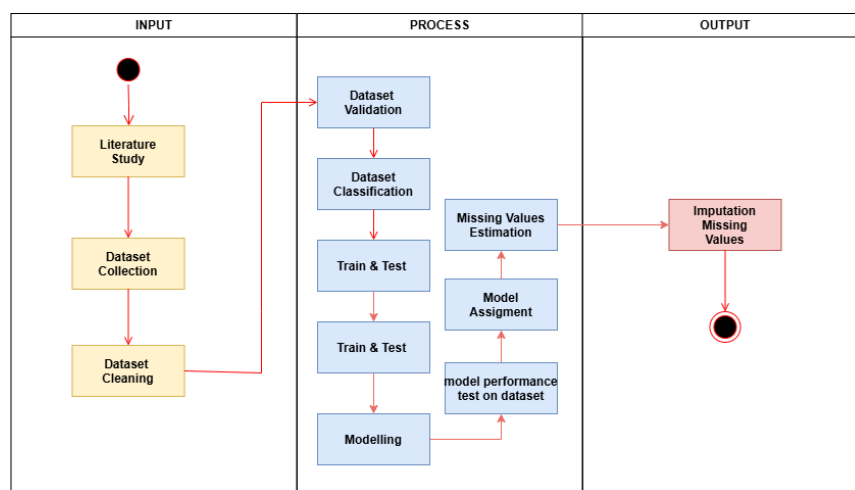 INPUT
PROCESS
OUTPUT
Literature
Study
Dataset
Collection
Dataset
Cleaning
Dataset
Validation
Dataset
Classification
Train & Test
Train & Test
Modelling
model performance
test on dataset
Model
Assigment
Missing Values
Estimation
Imputation
Missing
Values